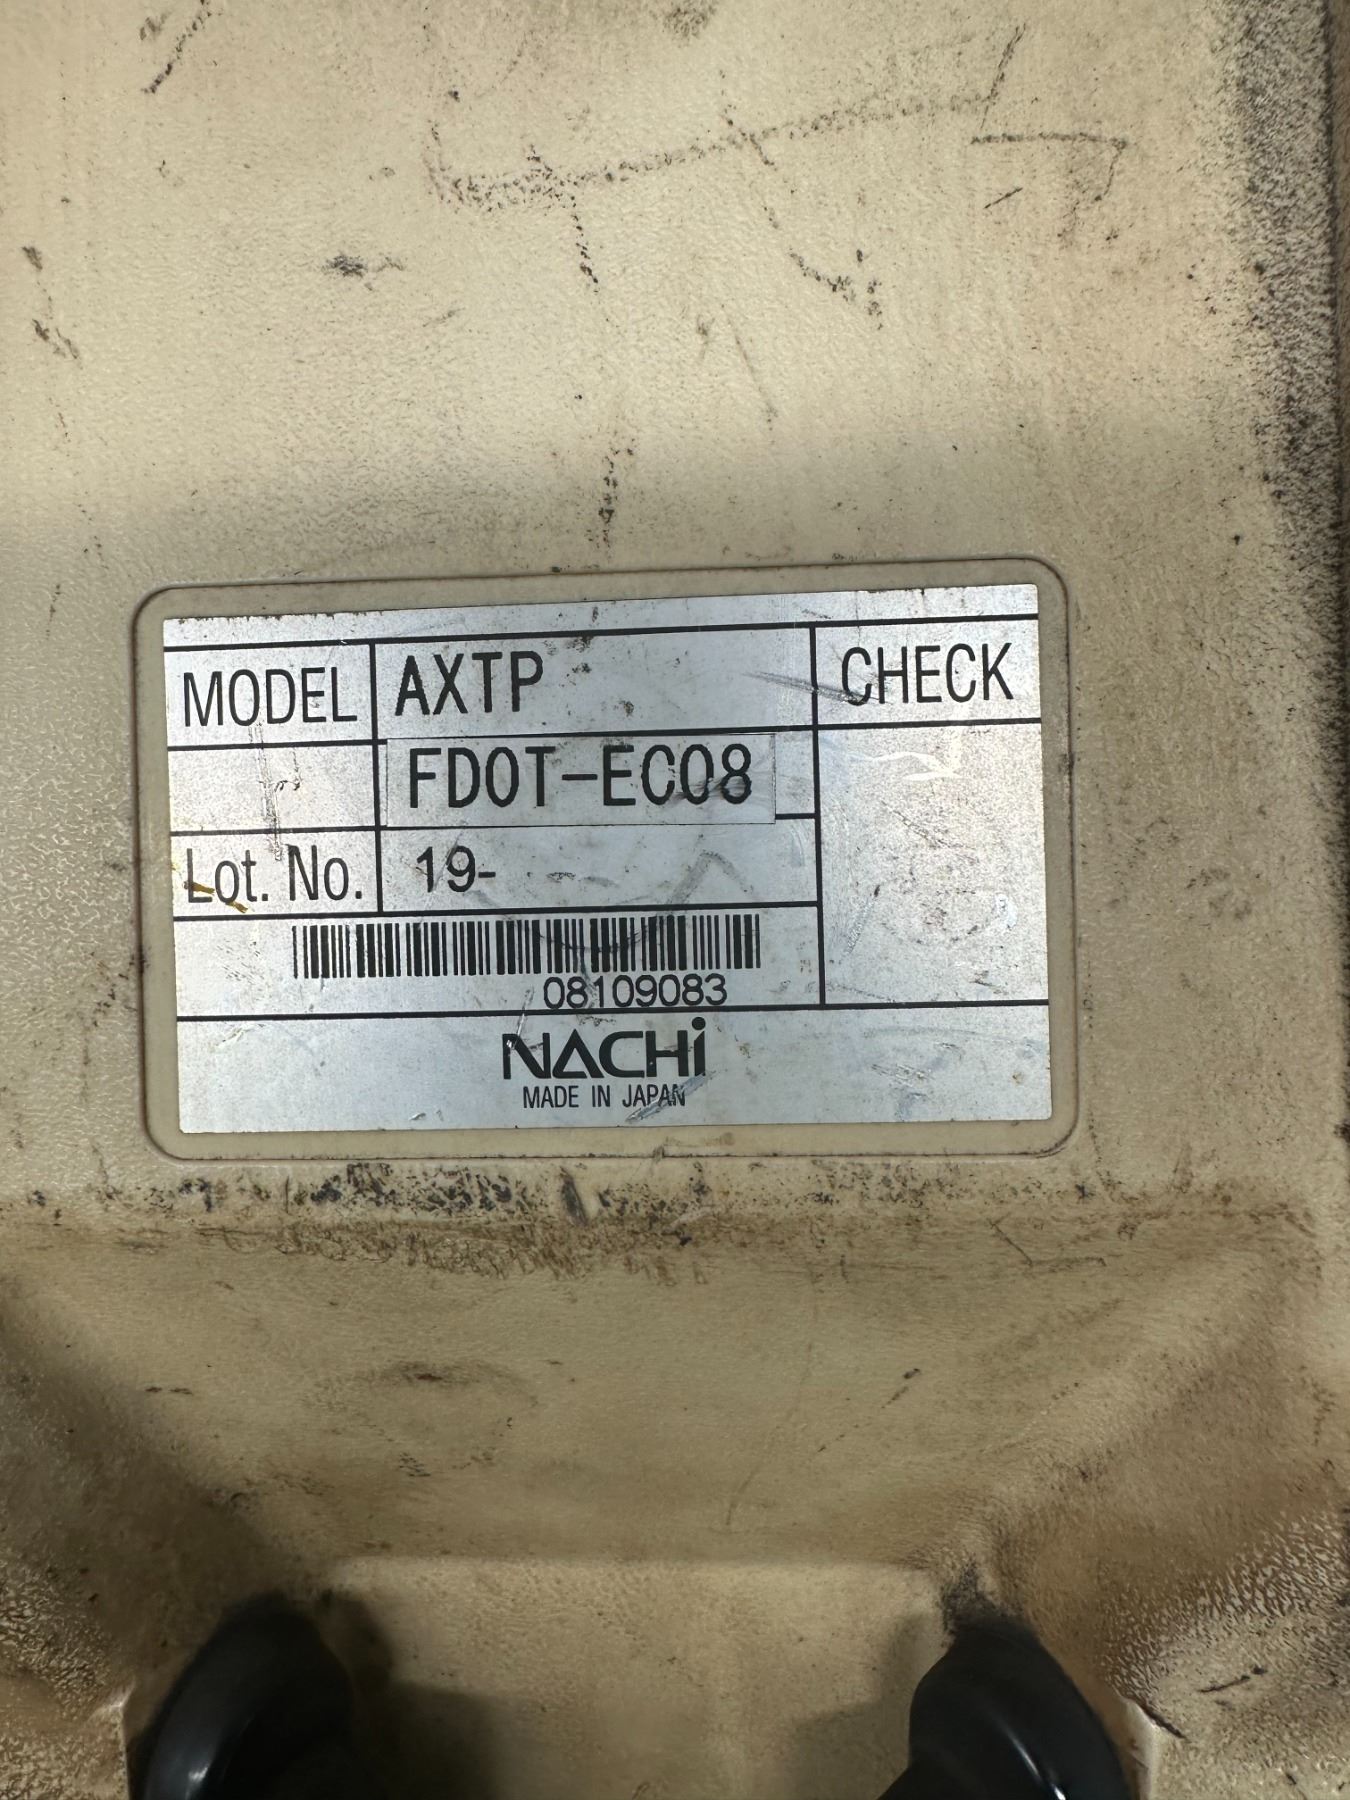 MODEL AXTP CHECK
FD0T-EC08
Lot. No. 19-
08109083
NACHi
MADE IN JAPAN